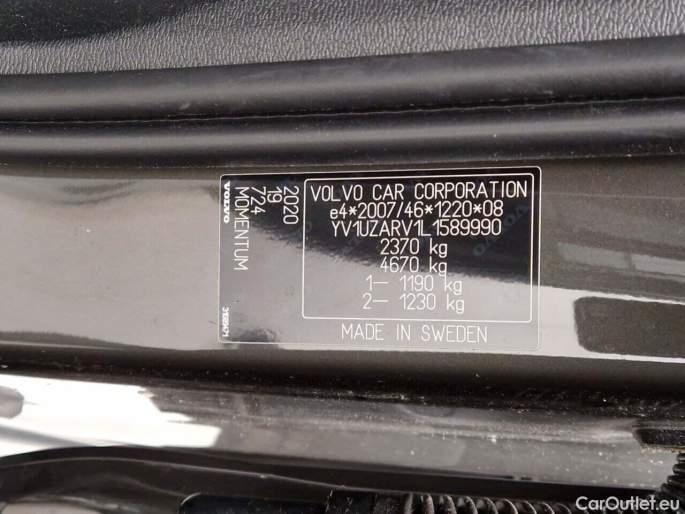 VOLVO CAR CORPORATION
e4*2007/46*1220*08
YV1UZARV1L1589990
2370 kg
4670 kg
1— 1190 kg
2— 1230 kg
MADE IN SWEDEN
2020
19
724
MOMENTUM
VOLVO
CarOutlet.eu